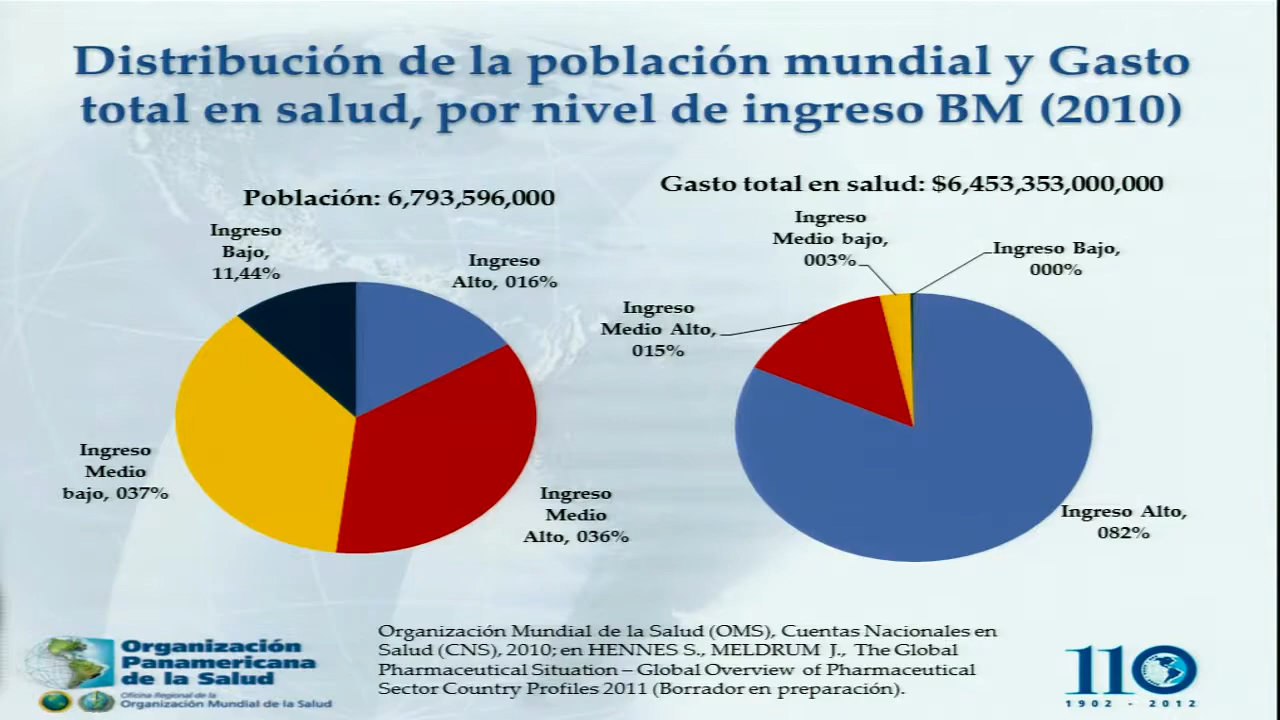 Distribución de la población mundial y Gasto
total en salud, por nivel de ingreso BM (2010)
Población: 6,793,596,000
Ingreso
Bajo,
11,44%
Ingreso
Alto, 016%
Ingreso
Medio
bajo, 037%
Ingreso
Medio
Alto, 036%
Gasto total en salud: $6,453,353,000,000
Ingreso
Medio bajo,
003%
Ingreso Bajo,
000%
Ingreso
Medio Alto,
015%
Ingreso Alto,
082%
Organización Mundial de la Salud (OMS), Cuentas Nacionales en
Salud (CNS), 2010; en HENNES S., MELDRUM J., The Global
Pharmaceutical Situation – Global Overview of Pharmaceutical
Sector Country Profiles 2011 (Borrador en preparación).
Organización
Panamericana
de la Salud
Oficina Regional de la
Organización Mundial de la Salud
110
1902 - 2012